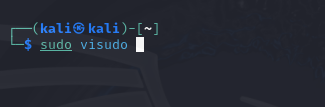 ┌──(kali㉿kali)-[~]
└─$ sudo visudo